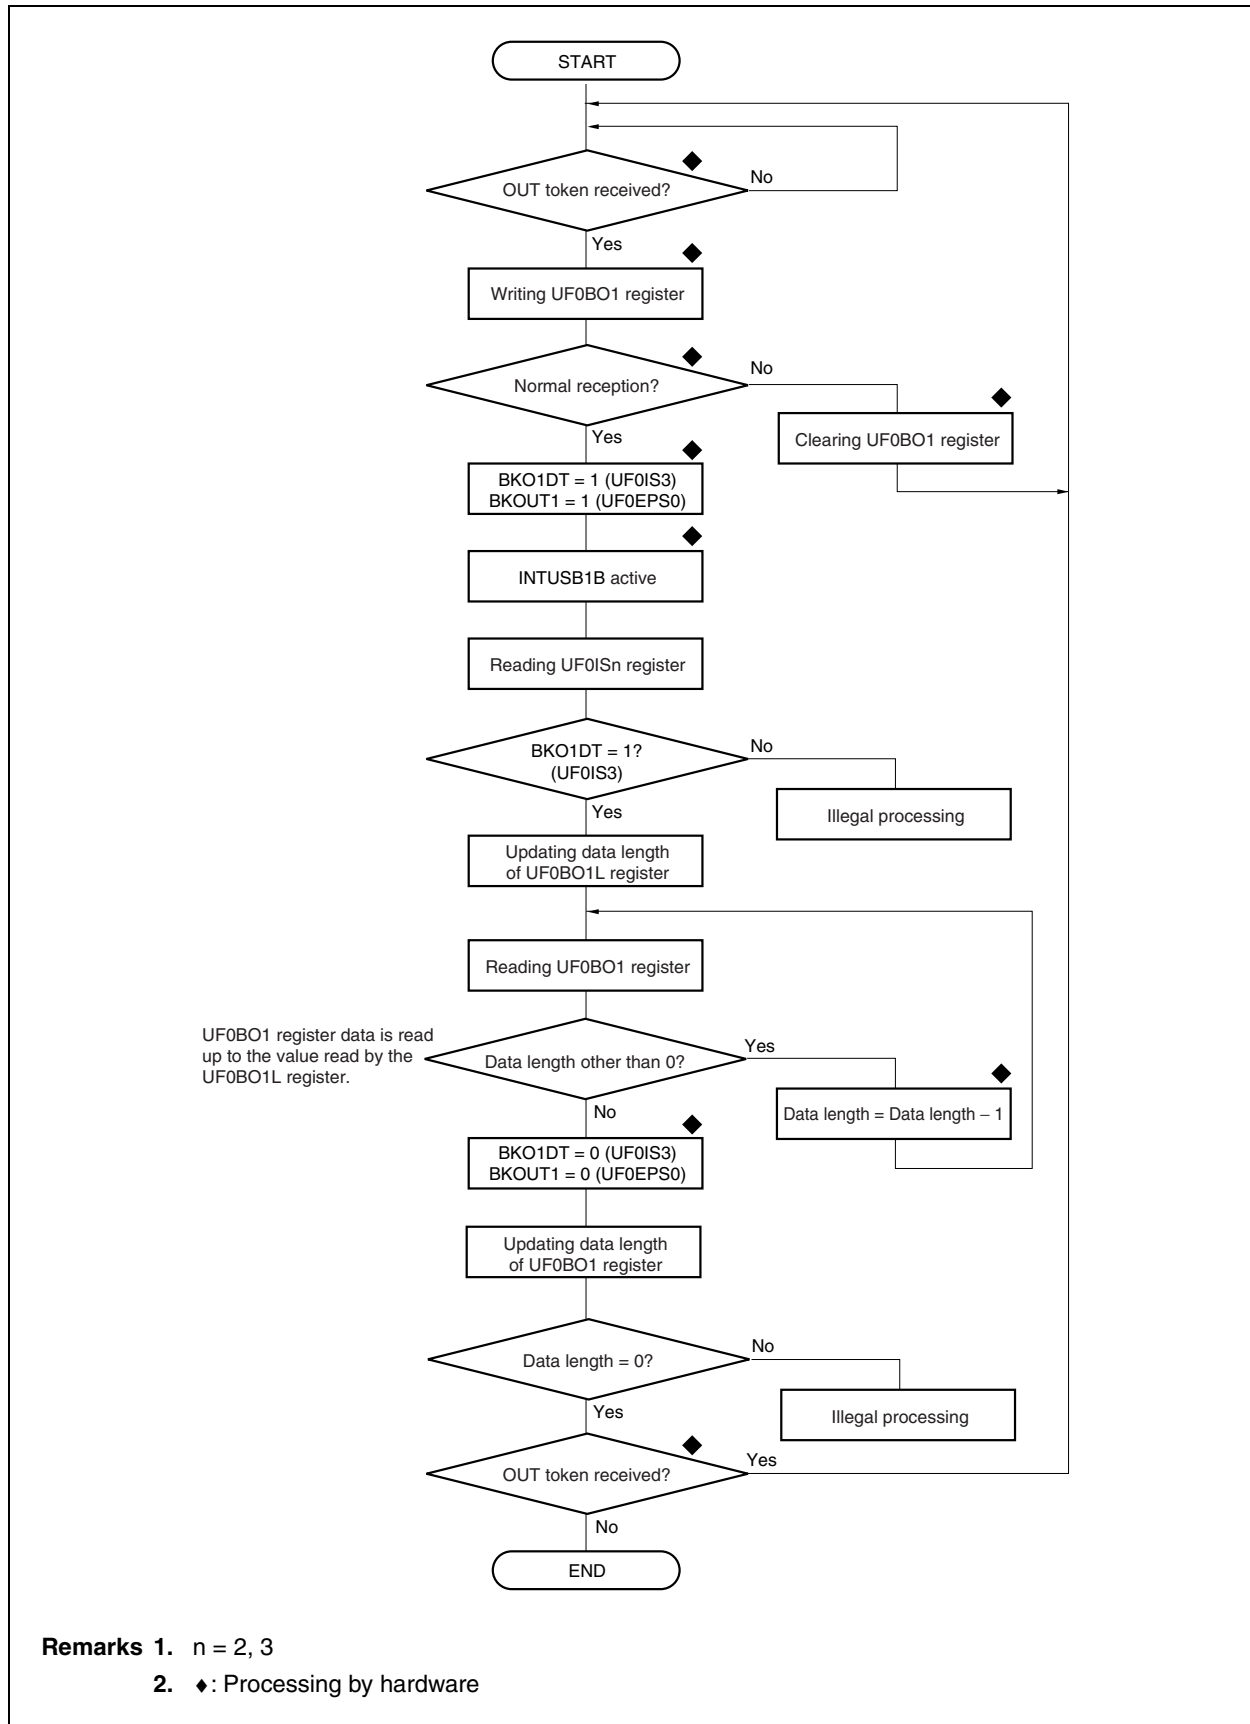 START
OUT token received?
No
Yes
Writing UF0BO1 register
Normal reception?
No
Clearing UF0BO1 register
Yes
BKO1DT = 1 (UF0IS3)
BKOUT1 = 1 (UF0EPS0)
INTUSB1B active
Reading UF0ISn register
BKO1DT = 1?
(UF0IS3)
No
Illegal processing
Yes
Updating data length
of UF0BO1L register
Reading UF0BO1 register
UF0BO1 register data is read
up to the value read by the
UF0BO1L register.
Data length other than 0?
Yes
Data length = Data length – 1
No
BKO1DT = 0 (UF0IS3)
BKOUT1 = 0 (UF0EPS0)
Updating data length
of UF0BO1 register
Data length = 0?
No
Illegal processing
Yes
OUT token received?
Yes
No
END
Remarks 1. n = 2, 3
2. ♦: Processing by hardware